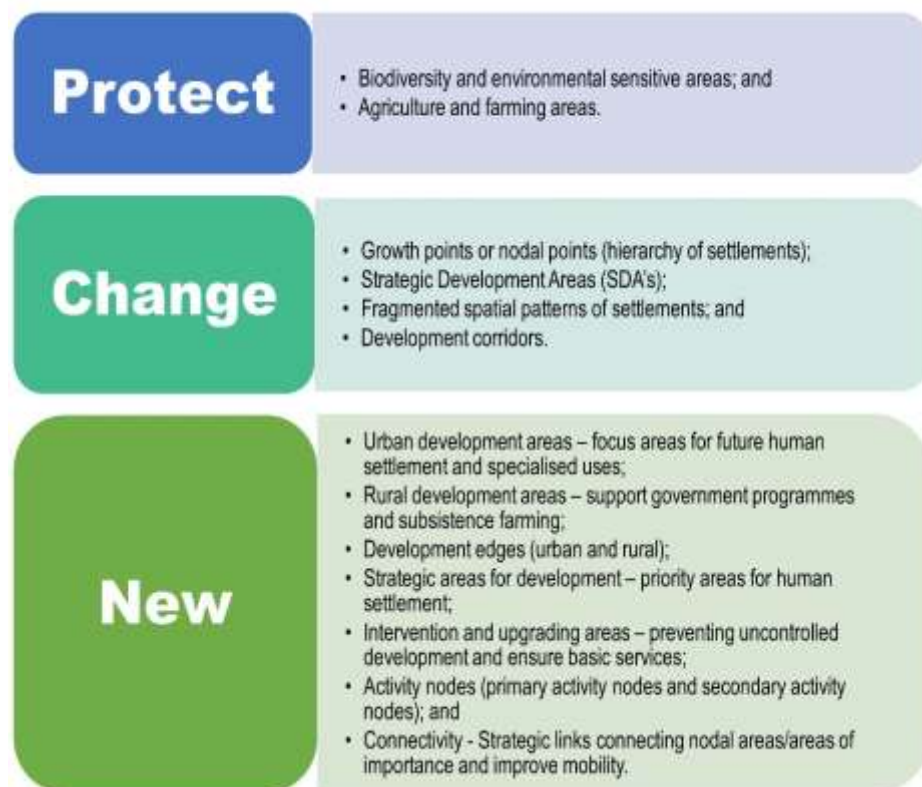 Protect
• Biodiversity and environmental sensitive areas; and
• Agriculture and farming areas.
Change
• Growth points or nodal points (hierarchy of settlements);
• Strategic Development Areas (SDA's);
• Fragmented spatial patterns of settlements; and
• Development corridors.
New
• Urban development areas – focus areas for future human
settlement and specialised uses;
• Rural development areas – support government programmes
and subsistence farming;
• Development edges (urban and rural);
• Strategic areas for development – priority areas for human
settlement;
• Intervention and upgrading areas – preventing uncontrolled
development and ensure basic services;
• Activity nodes (primary activity nodes and secondary activity
nodes); and
• Connectivity - Strategic links connecting nodal areas/areas of
importance and improve mobility.